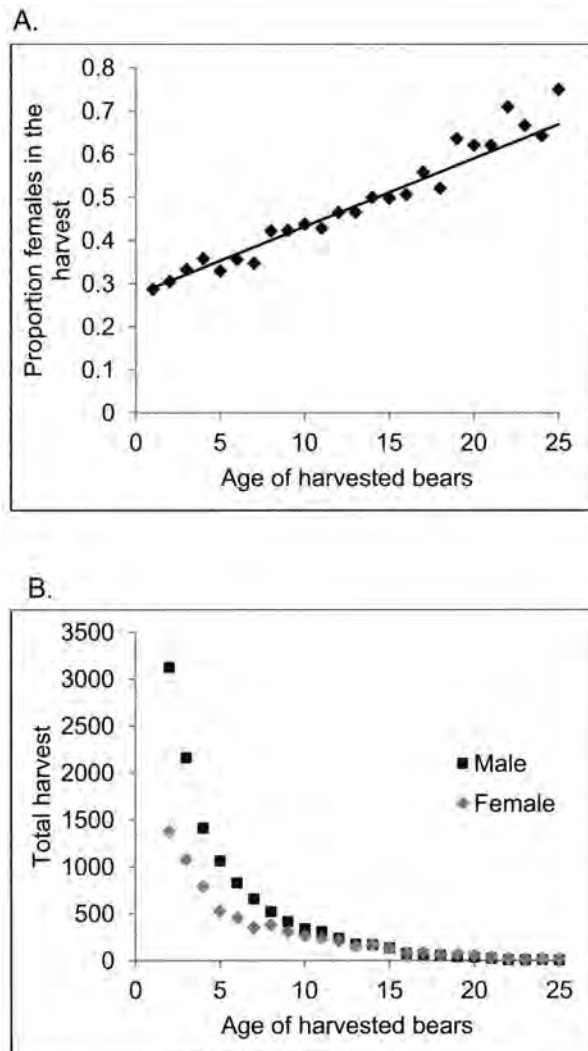 A.
Proportion females in the
harvest
0.8
0.7
0.6
0.5
0.4
0.3
0.2
0.1
0
0 5 10 15 20 25
Age of harvested bears
B.
Total harvest
3500
3000
2500
2000
1500
1000
500
0
Male
Female
0 5 10 15 20 25
Age of harvested bears